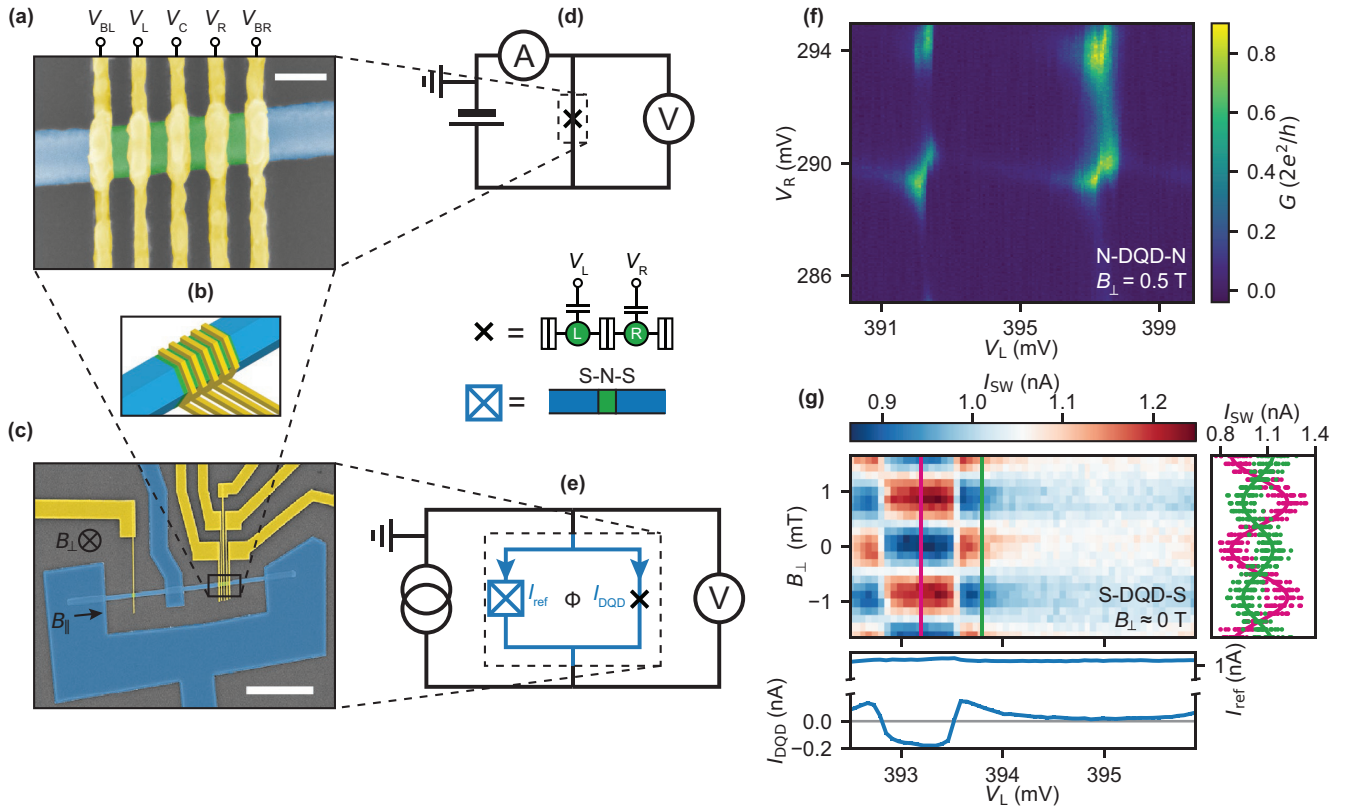 (a)
V_BL V_L V_C V_R V_BR
(b)
(c)
B_⊥
B_∥
(d)
A
V
V_L V_R
= L R
S-N-S
=
(e)
I_ref Φ I_DQD
V
(f)
294
290
286
V_R (mV)
N-DQD-N
B_⊥ = 0.5 T
391 395 399
V_L (mV)
0.8
0.6
0.4
0.2
0.0
G (2e²/h)
(g)
I_SW (nA)
0.9 1.0 1.1 1.2
1
0
−1
B_⊥ (mT)
S-DQD-S
B_⊥ ≈ 0 T
I_SW (nA)
0.8 1.1 1.4
1
I_ref (nA)
0.0
−0.2
I_DQD (nA)
393 394 395
V_L (mV)